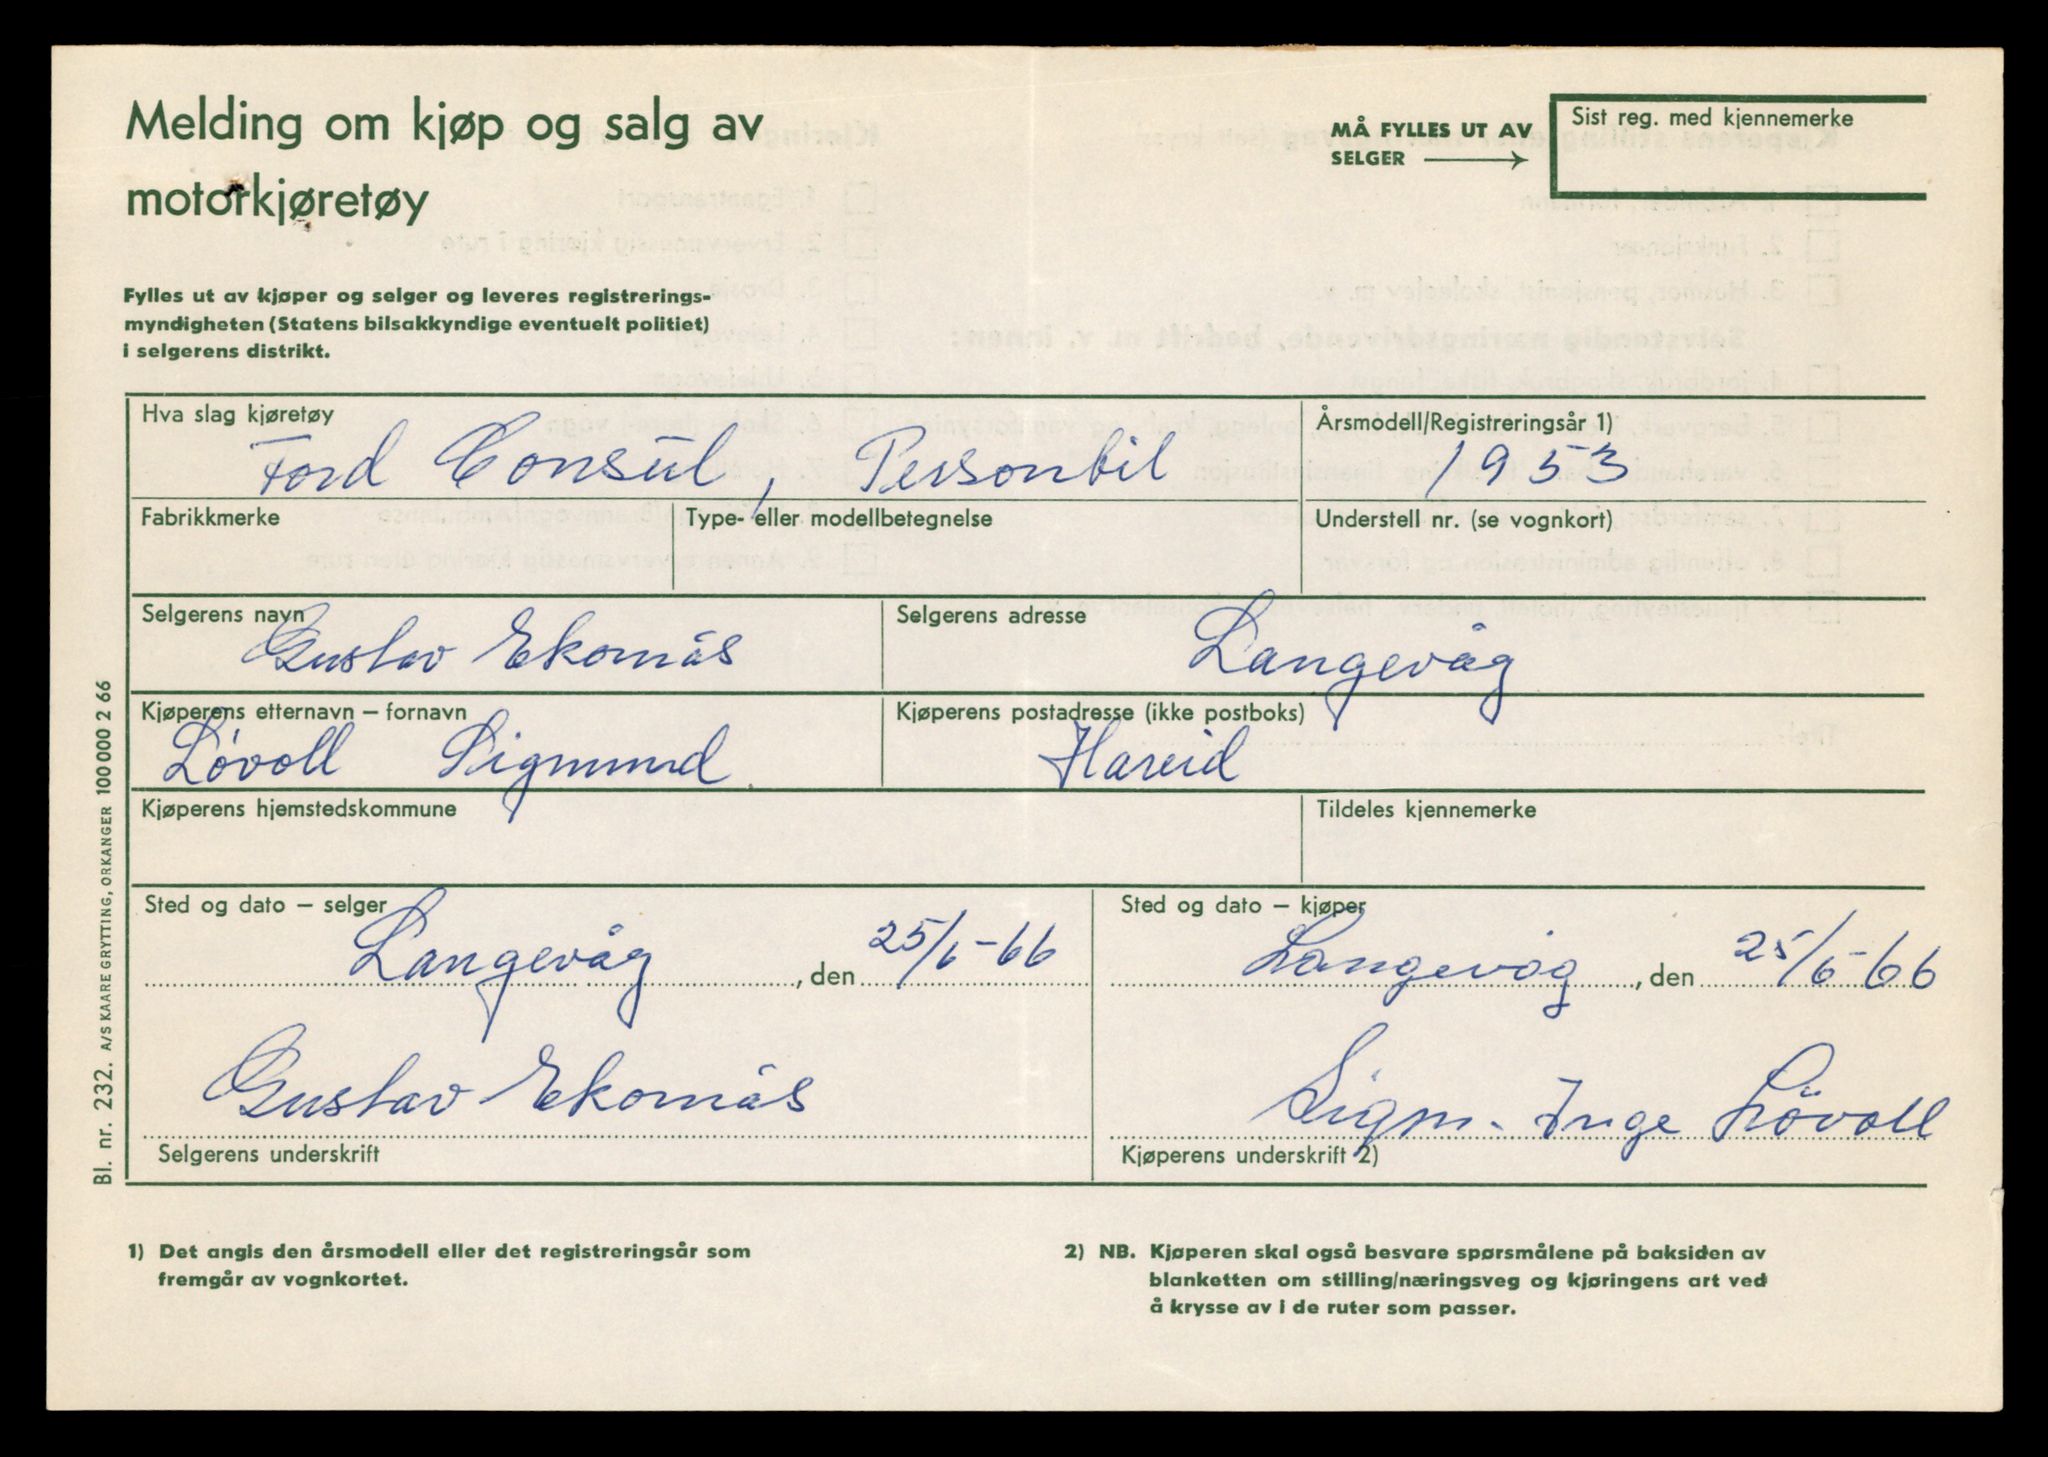 Melding om kjøp og salg av
motorkjøretøy
MÅ FYLLES UT AV
SELGER
Sist reg. med kjennemerke
Fylles ut av kjøper og selger og leveres registrerings-
myndigheten (Statens bilsakkyndige eventuelt politiet)
i selgerens distrikt.
Hva slag kjøretøy
Ford Consul, Personbil
Årsmodell/Registreringsår 1)
1953
Fabrikkmerke
Type- eller modellbetegnelse
Understell nr. (se vognkort)
Selgerens navn
Gustav Ekornås
Selgerens adresse
Langevåg
Kjøperens etternavn – fornavn
Lövoll Sigmund
Kjøperens postadresse (ikke postboks)
Hareid
Kjøperens hjemstedskommune
Tildeles kjennemerke
Sted og dato – selger
Langevåg, den 25/6-66
Sted og dato – kjøper
Langevåg, den 25/6-66
Gustav Ekornås
Selgerens underskrift
Sigm. Inge Lövoll
Kjøperens underskrift 2)
Bl. nr. 232. A/S KAARE GRYTTING, ORKANGER 100 000 2 66
1) Det angis den årsmodell eller det registreringsår som
fremgår av vognkortet.
2) NB. Kjøperen skal også besvare spørsmålene på baksiden av
blanketten om stilling/næringsveg og kjøringens art ved
å krysse av i de ruter som passer.